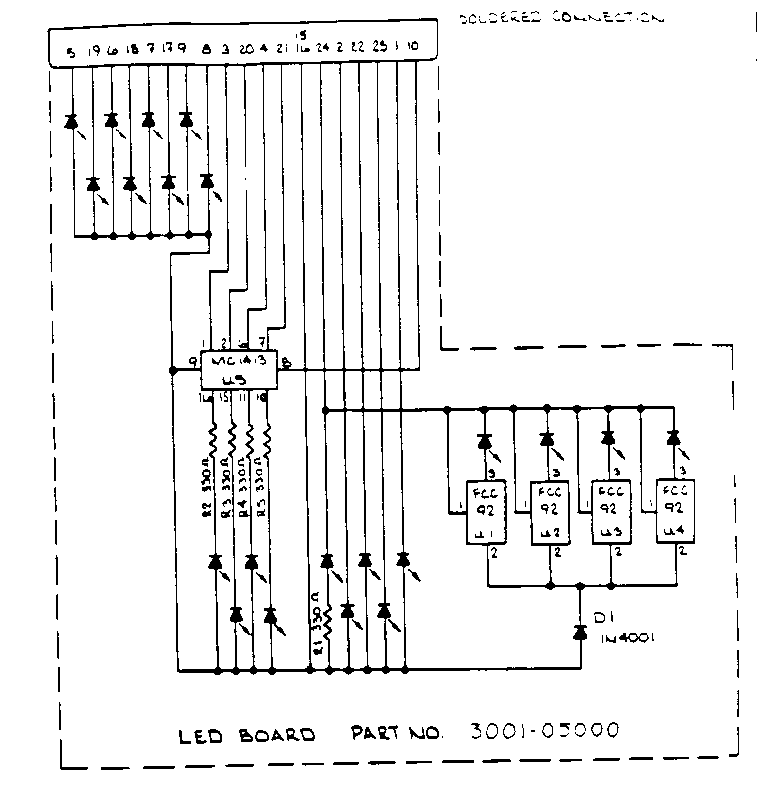 SOLDERED CONNECTION
15
5 19 6 18 7 17 9 8 3 20 4 21 16 24 2 22 25 1 10
1 2 6 7
9 MC1413 8
U5
16 15 11 10
R2 330Ω
R3 330Ω
R4 330Ω
R5 330Ω
3 3 3 3
1 FCC 1 FCC 1 FCC 1 FCC
92 92 92 92
U1 U2 U3 U4
2 2 2 2
R1 330Ω
D1
1N4001
LED BOARD PART NO. 3001-05000